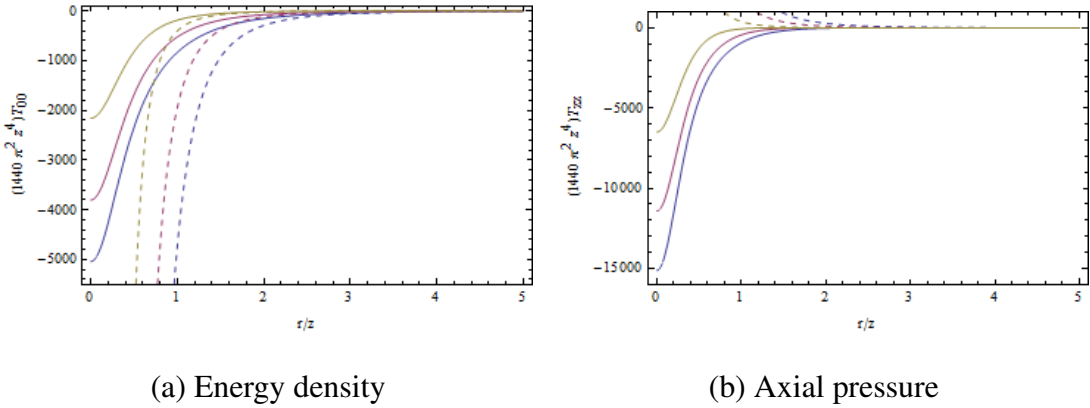 0
−1000
−2000
−3000
−4000
−5000
(1440 π² z⁴)T₀₀
0 1 2 3 4 5
r/z
(a) Energy density
0
−5000
−10000
−15000
(1440 π² z⁴)T_ZZ
0 1 2 3 4 5
r/z
(b) Axial pressure